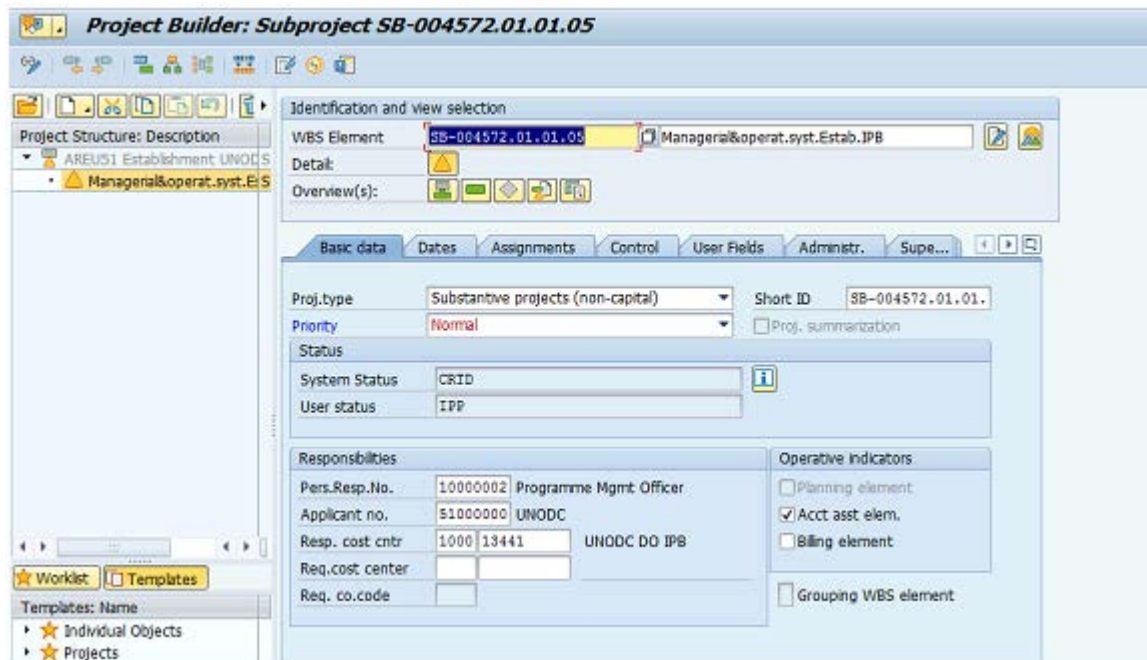 Project Builder: Subproject SB-004572.01.01.05
Identification and view selection
Project Structure: Description
WBS Element SB-004572.01.01.05 Managerial&operat.syst.Estab.IPB
AREU51 Establishment UNODC S
Detail:
Managerial&operat.syst.Es S
Overview(s):
Basic data Dates Assignments Control User Fields Administr. Supe...
Proj.type Substantive projects (non-capital) Short ID SB-004572.01.01.
Priority Normal Proj. summarization
Status
System Status CRTD
User status IPP
Responsibilities Operative indicators
Pers.Resp.No. 10000002 Programme Mgmt Officer Planning element
Applicant no. 51000000 UNODC Acct asst elem.
Resp. cost cntr 1000 13441 UNODC DO IPB Billing element
Req.cost center
Worklist Templates
Req. co.code Grouping WBS element
Templates: Name
Individual Objects
Projects